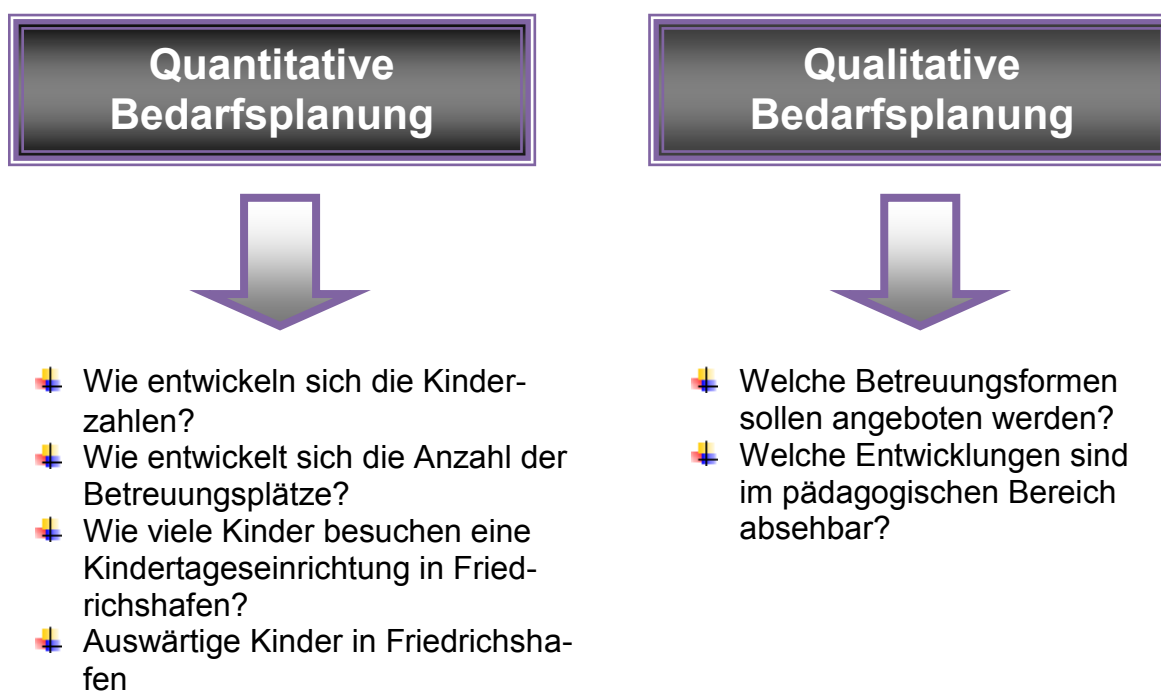 Quantitative
Bedarfsplanung
Wie entwickeln sich die Kinder-
zahlen?
Wie entwickelt sich die Anzahl der
Betreuungsplätze?
Wie viele Kinder besuchen eine
Kindertageseinrichtung in Fried-
richshafen?
Auswärtige Kinder in Friedrichsha-
fen
Qualitative
Bedarfsplanung
Welche Betreuungsformen
sollen angeboten werden?
Welche Entwicklungen sind
im pädagogischen Bereich
absehbar?